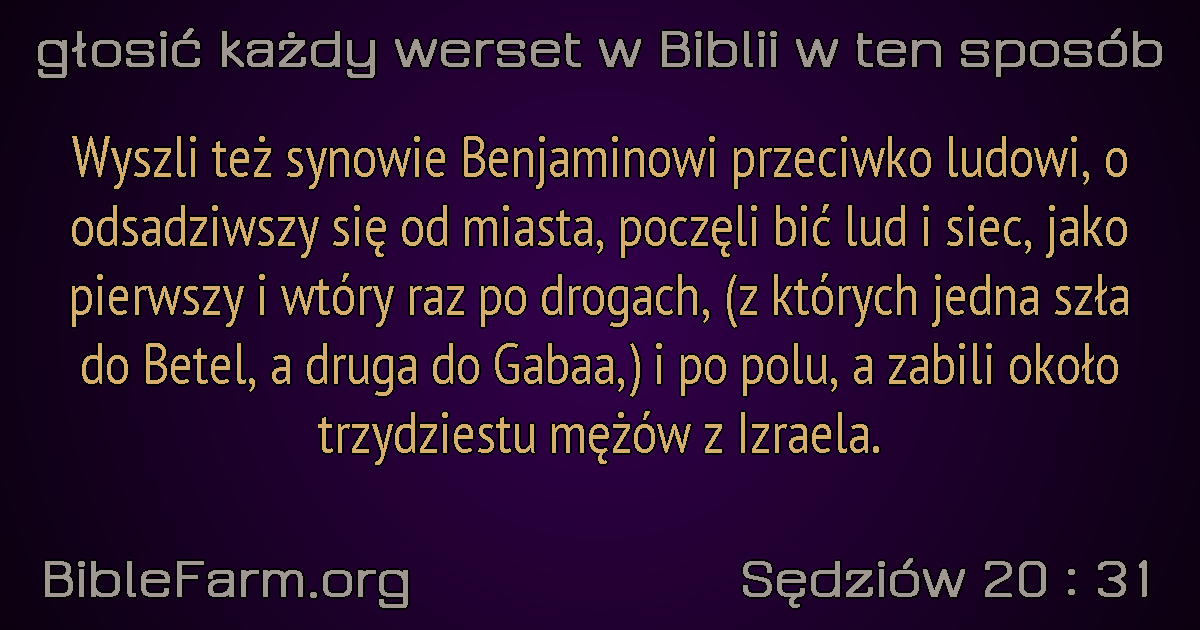 głosić każdy werset w Biblii w ten sposób
Wyszli też synowie Benjaminowi przeciwko ludowi, o
odsadziwszy się od miasta, poczęli bić lud i siec, jako
pierwszy i wtóry raz po drogach, (z których jedna szła
do Betel, a druga do Gabaa,) i po polu, a zabili około
trzydziestu mężów z Izraela.
BibleFarm.org
Sędziów 20 : 31